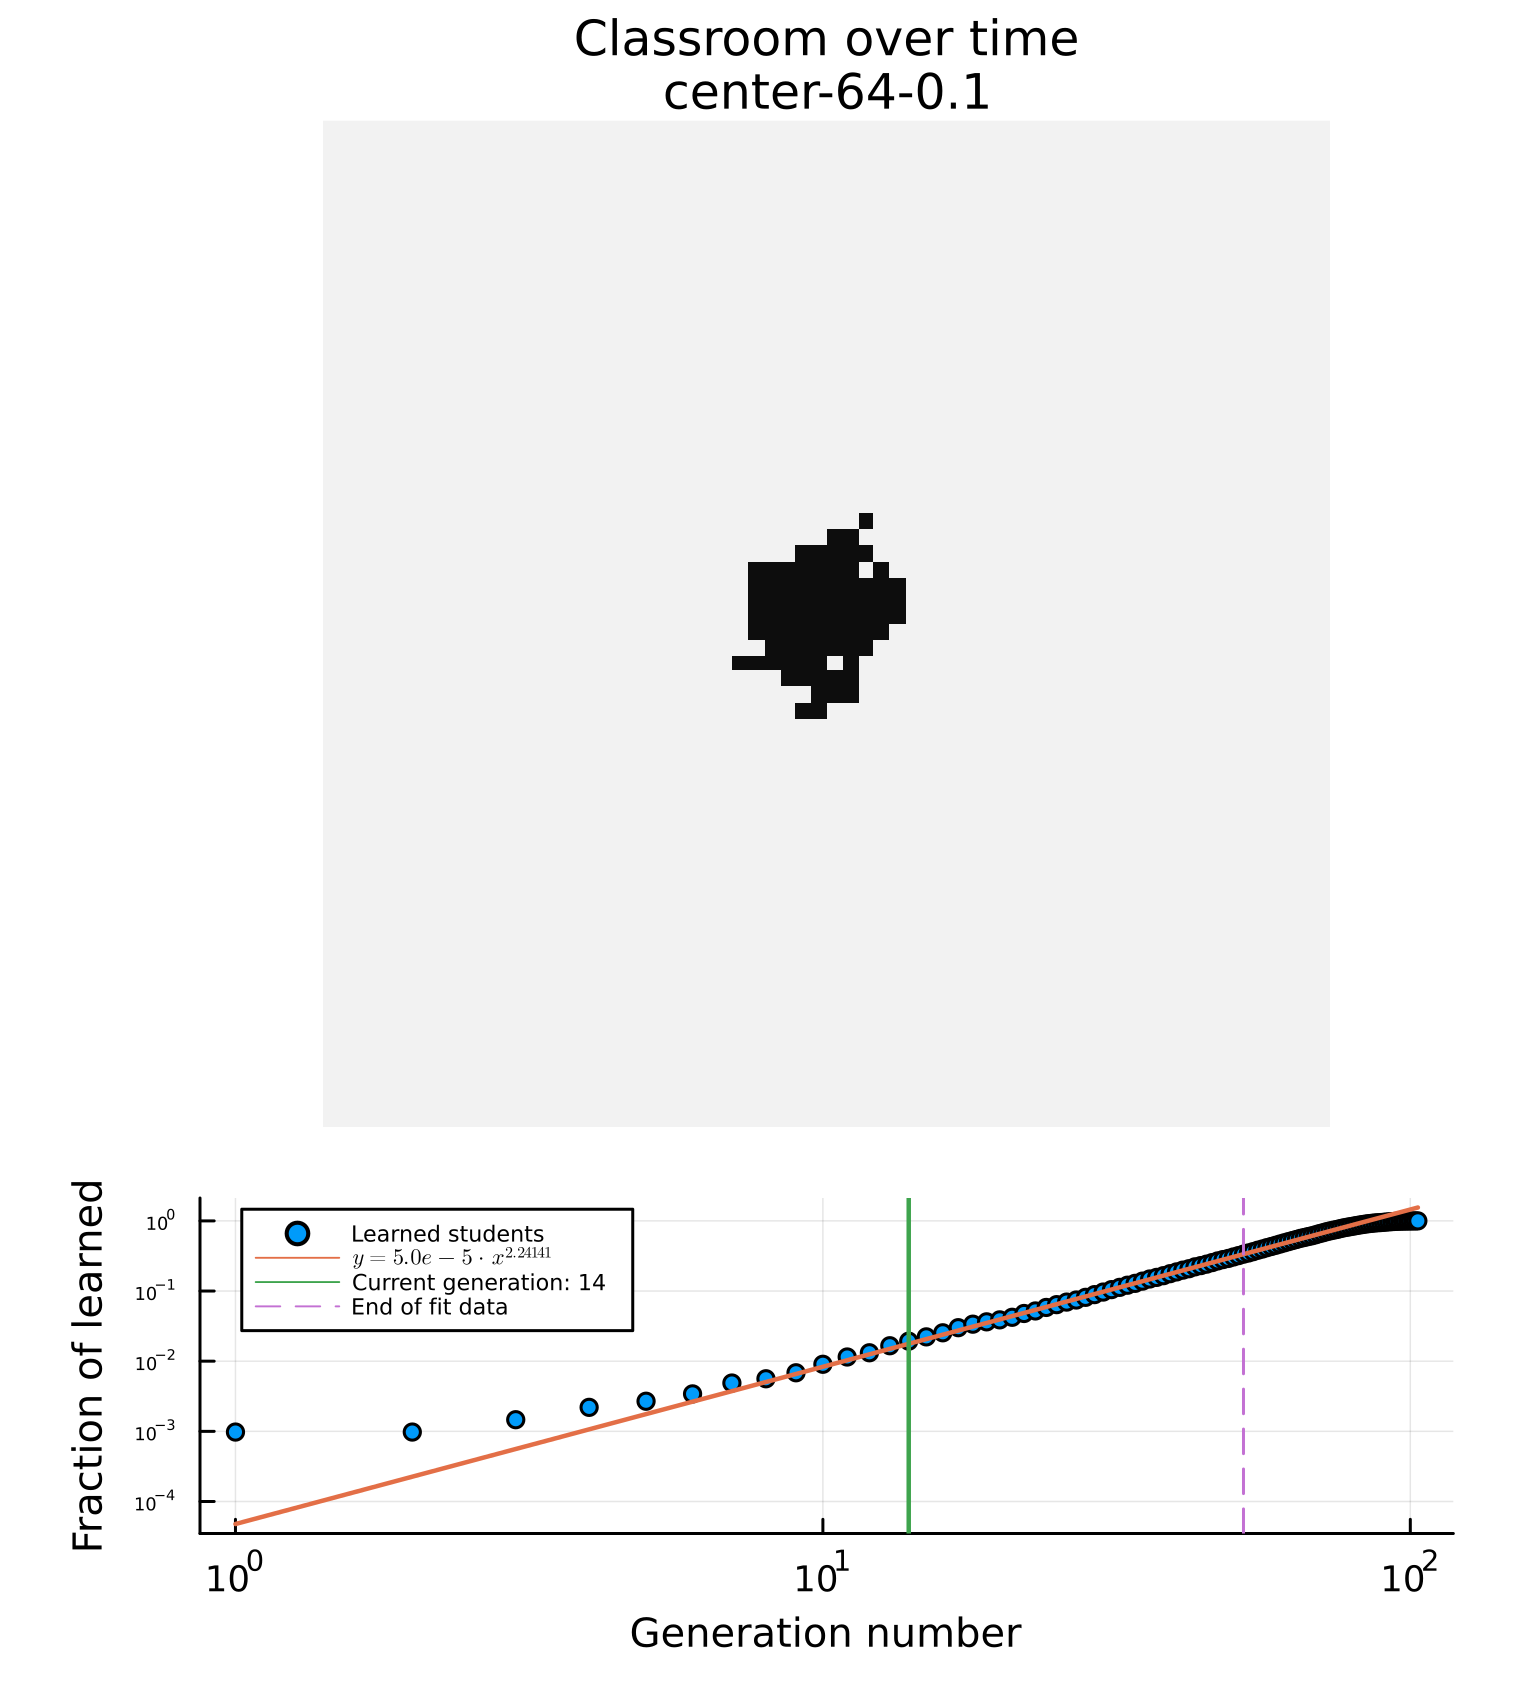 Classroom over time
center-64-0.1
Fraction of learned
10^0
10^-1
10^-2
10^-3
10^-4
Learned students
y = 5.0e − 5 · x^2.24141
Current generation: 14
End of fit data
10^0 10^1 10^2
Generation number